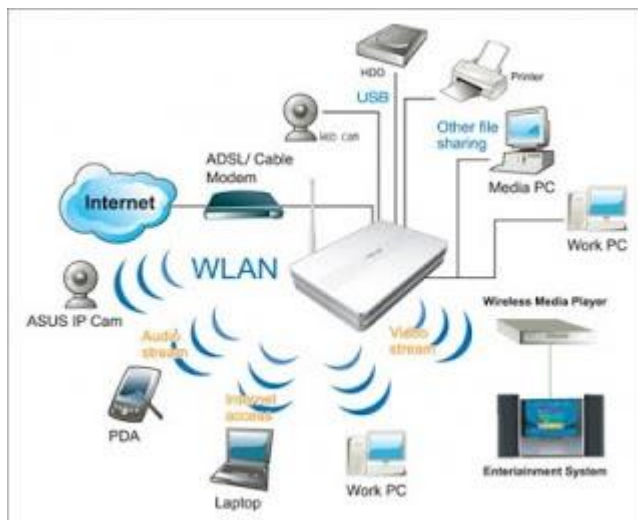 HDD
Printer
USB
WEB CAM
Other file
sharing
ADSL/ Cable
Modem
Media PC
Internet
Work PC
WLAN
ASUS IP Cam
Wireless Media Player
Audio
stream
Video
stream
PDA
Internet
access
Laptop
Work PC
Entertainment System